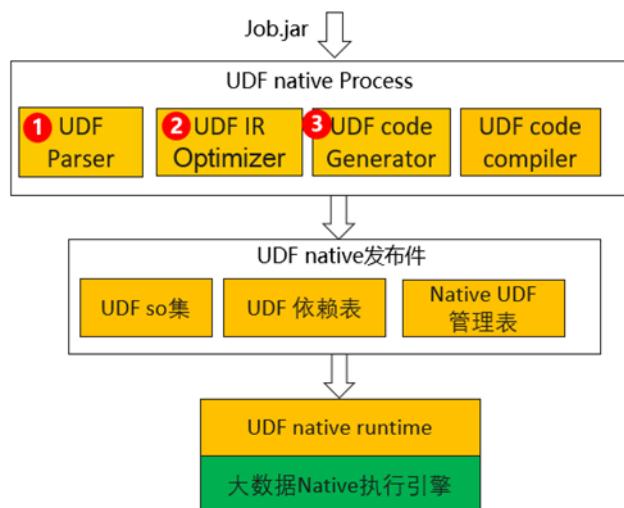 Job.jar
UDF native Process
1 UDF
Parser
2 UDF IR
Optimizer
3 UDF code
Generator
UDF code
compiler
UDF native发布件
UDF so集
UDF 依赖表
Native UDF
管理表
UDF native runtime
大数据Native执行引擎